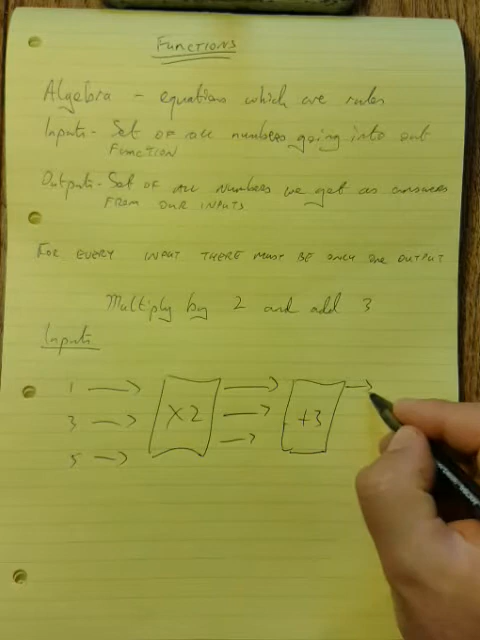 FUNCTIONS
Algebra - equations which are rules
Inputs - Set of all numbers going into our
FUNCTION
Outputs - Set of all numbers we get as answers
FROM OUR INPUTS
FOR EVERY INPUT THERE MUST BE ONLY ONE OUTPUT
Multiply by 2 and add 3
Inputs
1
3 ×2 +3
5